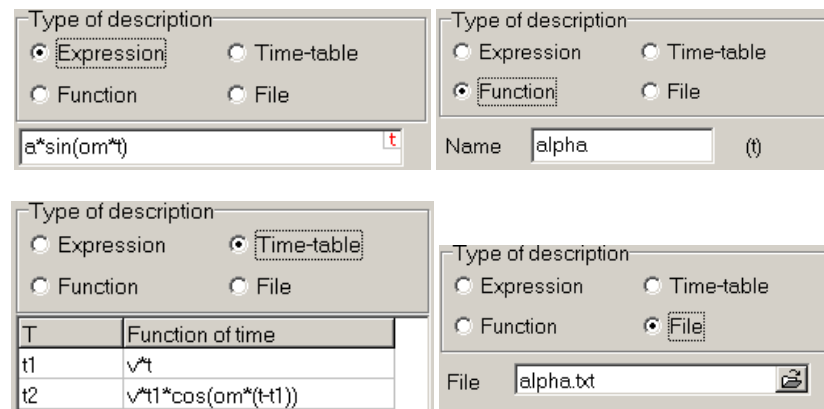 Type of description
Expression Time-table
Function File
a*sin(om*t) t
Type of description
Expression Time-table
Function File
Name alpha (t)
Type of description
Expression Time-table
Function File
T Function of time
t1 v*t
t2 v*t1*cos(om*(t-t1))
Type of description
Expression Time-table
Function File
File alpha.txt